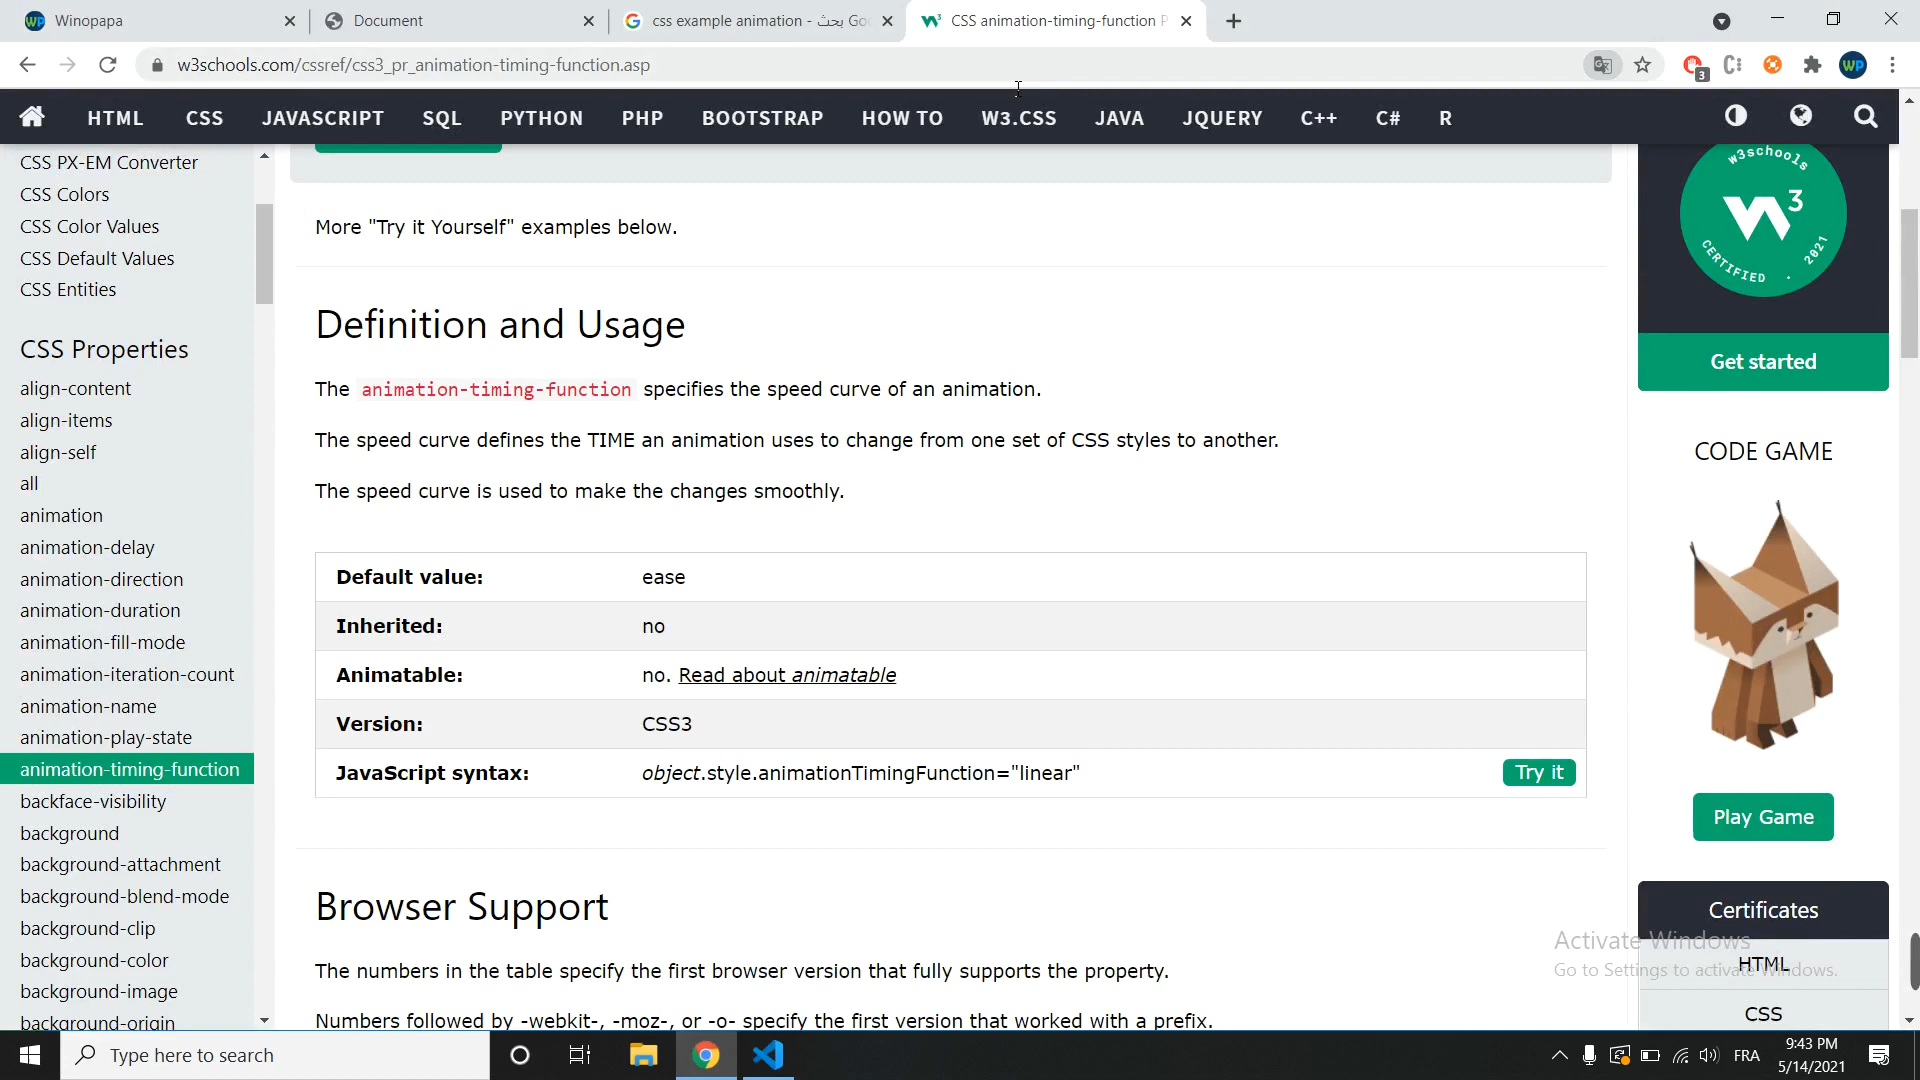 Winopapa
Document
css example animation - بحث Goo
CSS animation-timing-function P
w3schools.com/cssref/css3_pr_animation-timing-function.asp
3
WP
HTML CSS JAVASCRIPT SQL PYTHON PHP BOOTSTRAP HOW TO W3.CSS JAVA JQUERY C++ C# R
CSS PX-EM Converter
CSS Colors
CSS Color Values
CSS Default Values
CSS Entities
CSS Properties
align-content
align-items
align-self
all
animation
animation-delay
animation-direction
animation-duration
animation-fill-mode
animation-iteration-count
animation-name
animation-play-state
animation-timing-function
backface-visibility
background
background-attachment
background-blend-mode
background-clip
background-color
background-image
background-origin
More "Try it Yourself" examples below.
Definition and Usage
The animation-timing-function specifies the speed curve of an animation.
The speed curve defines the TIME an animation uses to change from one set of CSS styles to another.
The speed curve is used to make the changes smoothly.
Default value: ease
Inherited: no
Animatable: no. Read about animatable
Version: CSS3
JavaScript syntax: object.style.animationTimingFunction="linear" Try it
Browser Support
The numbers in the table specify the first browser version that fully supports the property.
Numbers followed by -webkit-, -moz-, or -o- specify the first version that worked with a prefix.
w3schools
W3
CERTIFIED . 2021
Get started
CODE GAME
Play Game
Certificates
HTML
CSS
Activate Windows
Go to Settings to activate Windows.
Type here to search
FRA
9:43 PM
5/14/2021